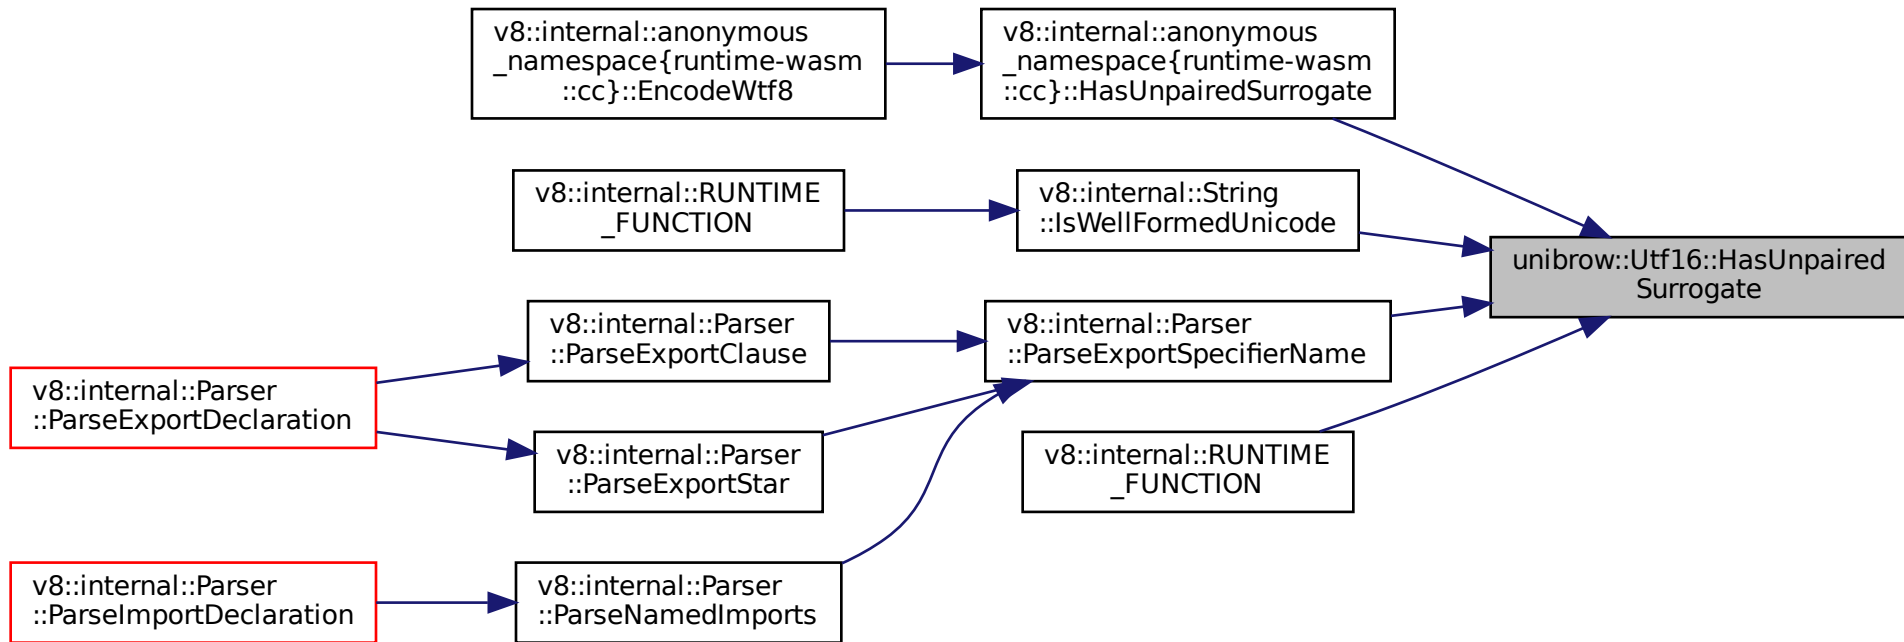 v8::internal::anonymous
_namespace{runtime-wasm
::cc}::EncodeWtf8
v8::internal::anonymous
_namespace{runtime-wasm
::cc}::HasUnpairedSurrogate
v8::internal::RUNTIME
_FUNCTION
v8::internal::String
::IsWellFormedUnicode
unibrow::Utf16::HasUnpaired
Surrogate
v8::internal::Parser
::ParseExportClause
v8::internal::Parser
::ParseExportSpecifierName
v8::internal::Parser
::ParseExportDeclaration
v8::internal::Parser
::ParseExportStar
v8::internal::RUNTIME
_FUNCTION
v8::internal::Parser
::ParseImportDeclaration
v8::internal::Parser
::ParseNamedImports